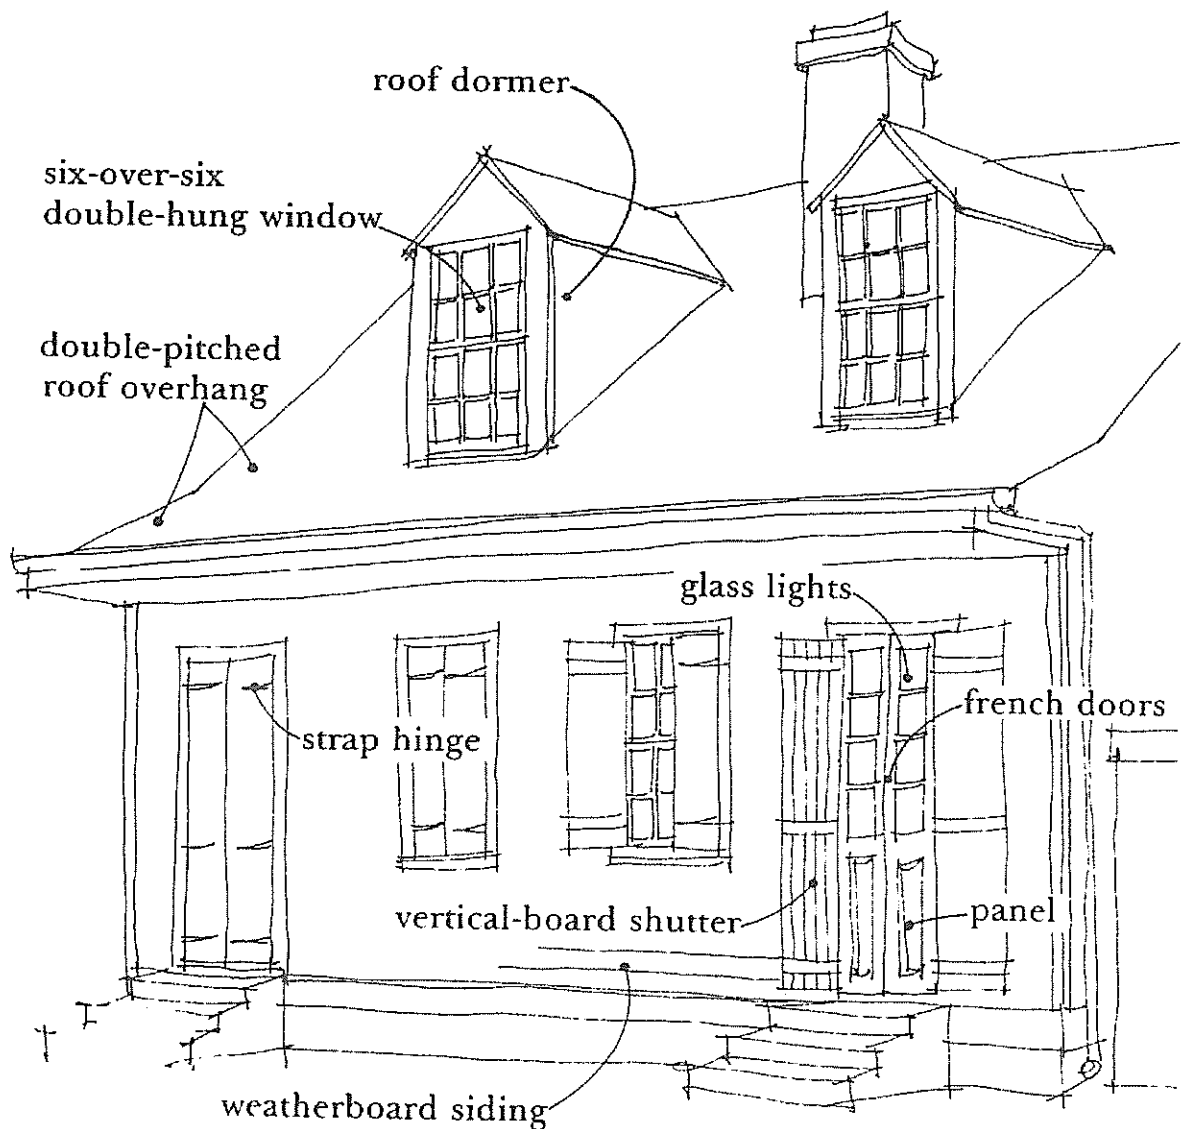 roof dormer
six-over-six
double-hung window
double-pitched
roof overhang
glass lights
french doors
strap hinge
vertical-board shutter
panel
weatherboard siding